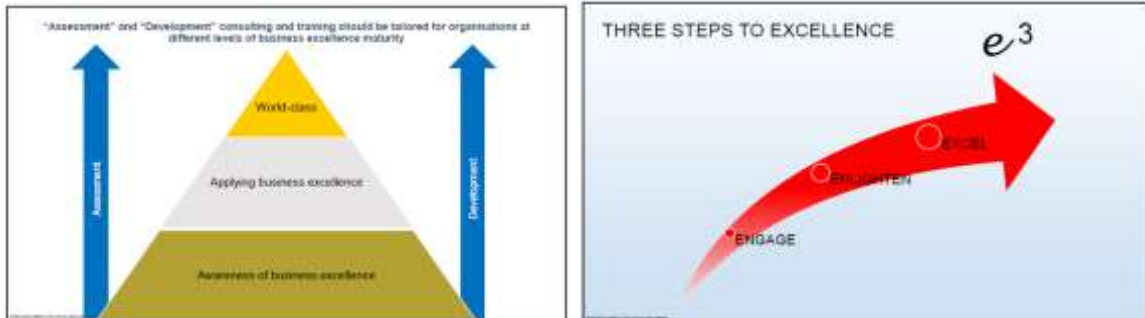 "Assessment" and "Development" consulting and training should be tailored for organisations at
different levels of business excellence maturity
World-class
Applying business excellence
Awareness of business excellence
Assessment
Development
THREE STEPS TO EXCELLENCE
e³
EXCEL
ENLIGHTEN
ENGAGE